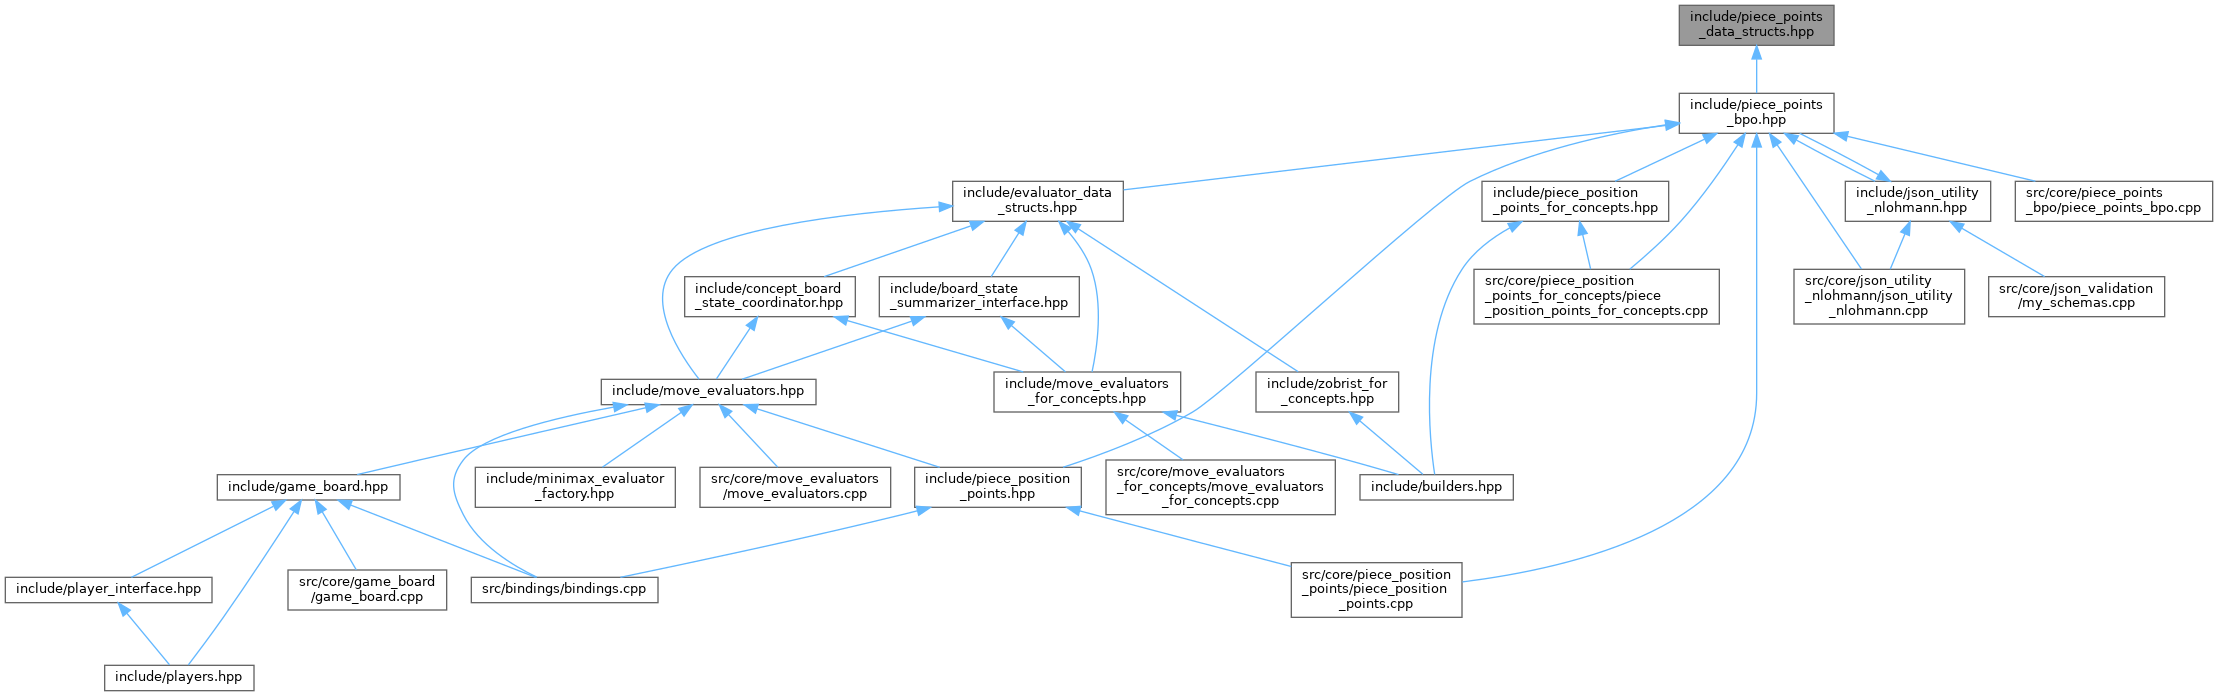 include/piece_points
_data_structs.hpp
include/piece_points
_bpo.hpp
include/evaluator_data
_structs.hpp
include/piece_position
_points_for_concepts.hpp
include/json_utility
_nlohmann.hpp
src/core/piece_points
_bpo/piece_points_bpo.cpp
include/concept_board
_state_coordinator.hpp
include/board_state
_summarizer_interface.hpp
src/core/piece_position
_points_for_concepts/piece
_position_points_for_concepts.cpp
src/core/json_utility
_nlohmann/json_utility
_nlohmann.cpp
src/core/json_validation
/my_schemas.cpp
include/move_evaluators.hpp
include/move_evaluators
_for_concepts.hpp
include/zobrist_for
_concepts.hpp
include/game_board.hpp
include/minimax_evaluator
_factory.hpp
src/core/move_evaluators
/move_evaluators.cpp
include/piece_position
_points.hpp
src/core/move_evaluators
_for_concepts/move_evaluators
_for_concepts.cpp
include/builders.hpp
include/player_interface.hpp
src/core/game_board
/game_board.cpp
src/bindings/bindings.cpp
src/core/piece_position
_points/piece_position
_points.cpp
include/players.hpp